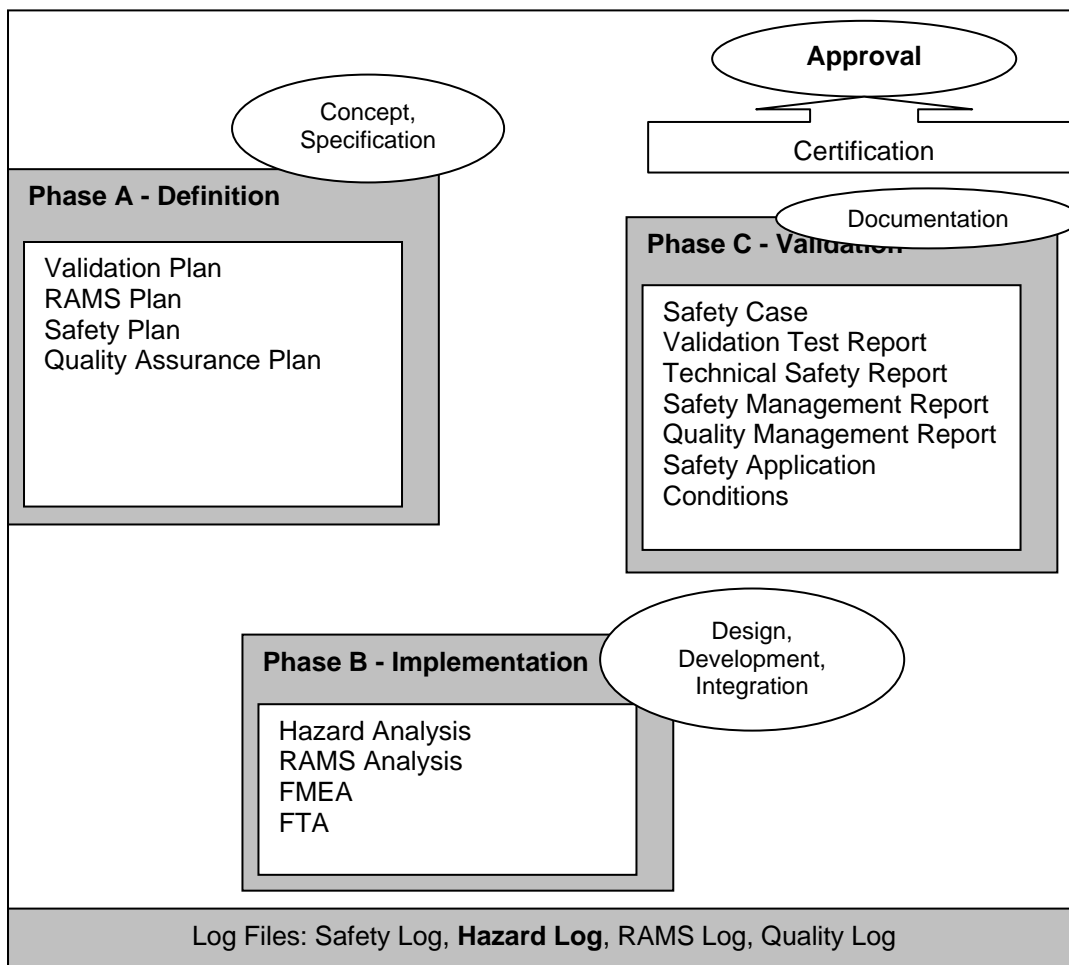 Approval
Concept,
Specification
Certification
Phase A - Definition
Documentation
Phase C - Validation
Validation Plan
RAMS Plan
Safety Plan
Quality Assurance Plan
Safety Case
Validation Test Report
Technical Safety Report
Safety Management Report
Quality Management Report
Safety Application
Conditions
Design,
Development,
Integration
Phase B - Implementation
Hazard Analysis
RAMS Analysis
FMEA
FTA
Log Files: Safety Log, Hazard Log, RAMS Log, Quality Log